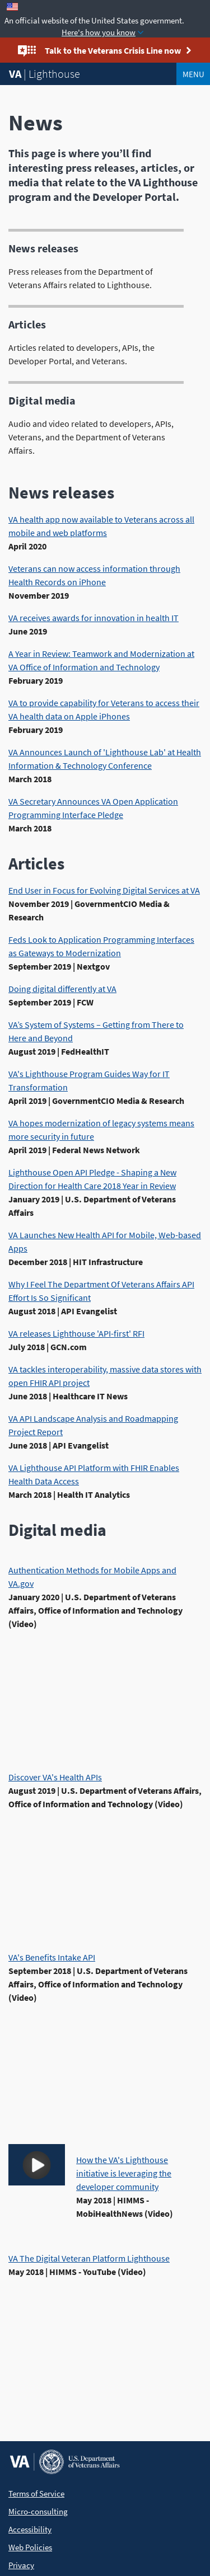 An official website of the United States government.
Here's how you know
Talk to the Veterans Crisis Line now
VA | Lighthouse
MENU
News
This page is where you’ll find
interesting press releases, articles, or
media that relate to the VA Lighthouse
program and the Developer Portal.
News releases
Press releases from the Department of
Veterans Affairs related to Lighthouse.
Articles
Articles related to developers, APIs, the
Developer Portal, and Veterans.
Digital media
Audio and video related to developers, APIs,
Veterans, and the Department of Veterans
Affairs.
News releases
VA health app now available to Veterans across all
mobile and web platforms
April 2020
Veterans can now access information through
Health Records on iPhone
November 2019
VA receives awards for innovation in health IT
June 2019
A Year in Review: Teamwork and Modernization at
VA Office of Information and Technology
February 2019
VA to provide capability for Veterans to access their
VA health data on Apple iPhones
February 2019
VA Announces Launch of 'Lighthouse Lab' at Health
Information & Technology Conference
March 2018
VA Secretary Announces VA Open Application
Programming Interface Pledge
March 2018
Articles
End User in Focus for Evolving Digital Services at VA
November 2019 | GovernmentCIO Media &
Research
Feds Look to Application Programming Interfaces
as Gateways to Modernization
September 2019 | Nextgov
Doing digital differently at VA
September 2019 | FCW
VA’s System of Systems – Getting from There to
Here and Beyond
August 2019 | FedHealthIT
VA's Lighthouse Program Guides Way for IT
Transformation
April 2019 | GovernmentCIO Media & Research
VA hopes modernization of legacy systems means
more security in future
April 2019 | Federal News Network
Lighthouse Open API Pledge - Shaping a New
Direction for Health Care 2018 Year in Review
January 2019 | U.S. Department of Veterans
Affairs
VA Launches New Health API for Mobile, Web-based
Apps
December 2018 | HIT Infrastructure
Why I Feel The Department Of Veterans Affairs API
Effort Is So Significant
August 2018 | API Evangelist
VA releases Lighthouse 'API-first' RFI
July 2018 | GCN.com
VA tackles interoperability, massive data stores with
open FHIR API project
June 2018 | Healthcare IT News
VA API Landscape Analysis and Roadmapping
Project Report
June 2018 | API Evangelist
VA Lighthouse API Platform with FHIR Enables
Health Data Access
March 2018 | Health IT Analytics
Digital media
Authentication Methods for Mobile Apps and
VA.gov
January 2020 | U.S. Department of Veterans
Affairs, Office of Information and Technology
(Video)
Discover VA's Health APIs
August 2019 | U.S. Department of Veterans Affairs,
Office of Information and Technology (Video)
VA's Benefits Intake API
September 2018 | U.S. Department of Veterans
Affairs, Office of Information and Technology
(Video)
How the VA's Lighthouse
initiative is leveraging the
developer community
May 2018 | HIMMS -
MobiHealthNews (Video)
VA The Digital Veteran Platform Lighthouse
May 2018 | HIMMS - YouTube (Video)
VA
U.S. Department
of Veterans Affairs
Terms of Service
Micro-consulting
Accessibility
Web Policies
Privacy